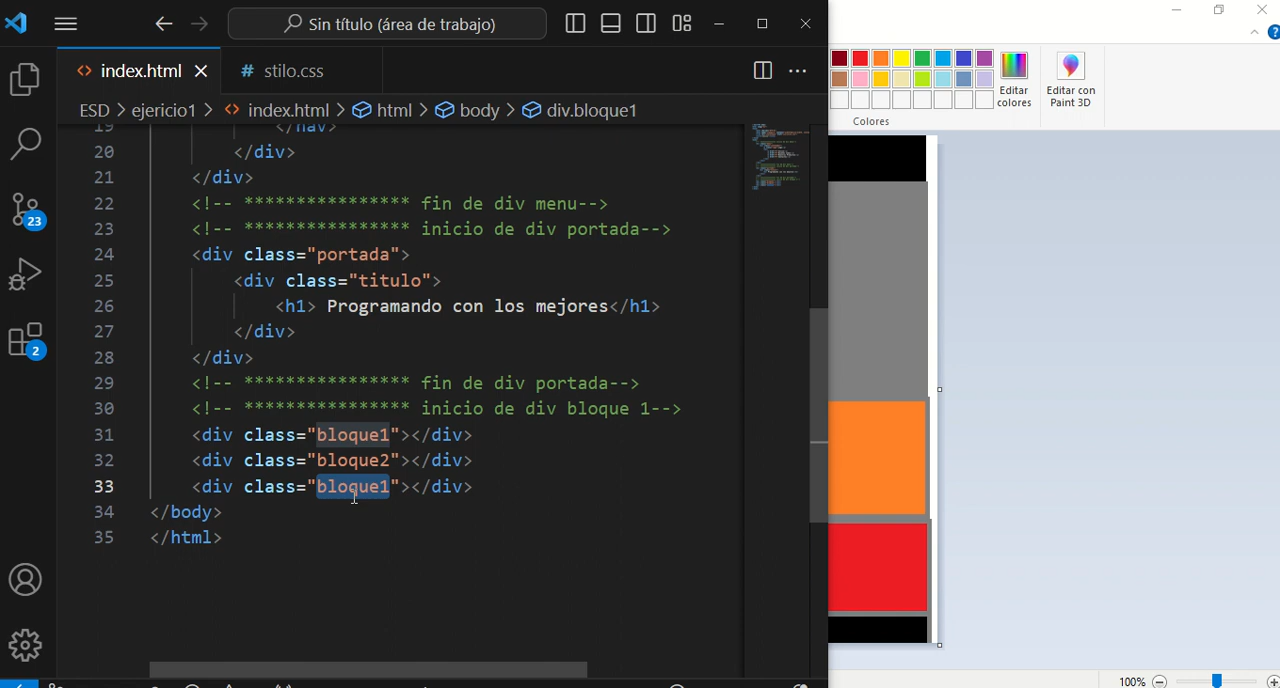 Sin título (área de trabajo)
index.html
# stilo.css
ESD > ejericio1 > index.html > html > body > div.bloque1
19 </nav>
20 </div>
21 </div>
22 <!-- **************** fin de div menu-->
23 <!-- **************** inicio de div portada-->
24 <div class="portada">
25 <div class="titulo">
26 <h1> Programando con los mejores</h1>
27 </div>
28 </div>
29 <!-- **************** fin de div portada-->
30 <!-- **************** inicio de div bloque 1-->
31 <div class="bloque1"></div>
32 <div class="bloque2"></div>
33 <div class="bloque1"></div>
34 </body>
35 </html>
23
2
Editar
colores
Editar con
Paint 3D
Colores
100%